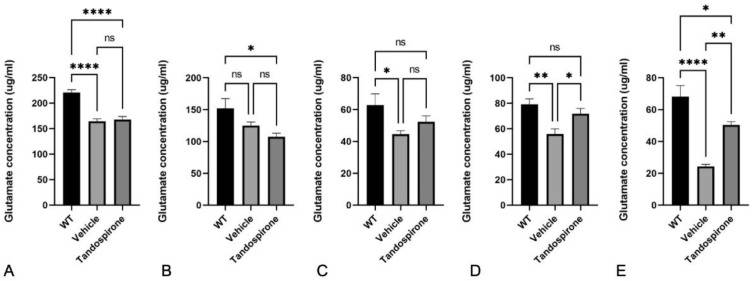 ****
**** ns
Glutamate concentration (ug/ml)
250
200
150
100
50
0
WT
Vehicle
Tandospirone
A
*
ns ns
Glutamate concentration (ug/ml)
200
150
100
50
0
WT
Vehicle
Tandospirone
B
ns
* ns
Glutamate concentration (ug/ml)
80
60
40
20
0
WT
Vehicle
Tandospirone
C
ns
** *
Glutamate concentration (ug/ml)
100
80
60
40
20
0
WT
Vehicle
Tandospirone
D
*
**
****
Glutamate concentration (ug/ml)
80
60
40
20
0
WT
Vehicle
Tandospirone
E